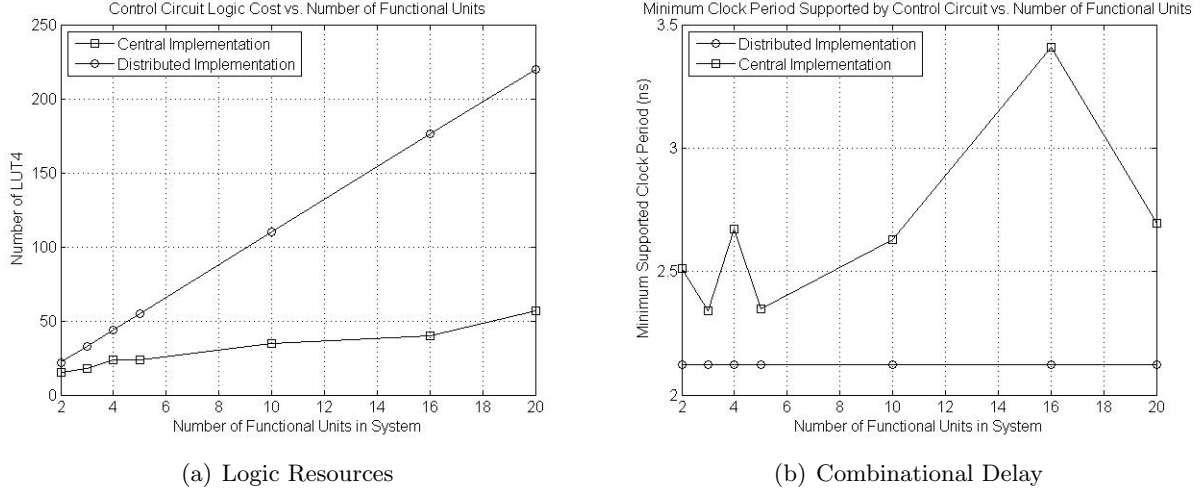 Control Circuit Logic Cost vs. Number of Functional Units
250
200
150
100
50
0
Number of LUT4
Central Implementation
Distributed Implementation
2 4 6 8 10 12 14 16 18 20
Number of Functional Units in System
(a) Logic Resources
Minimum Clock Period Supported by Control Circuit vs. Number of Functional Units
3.5
3
2.5
2
Minimum Supported Clock Period (ns)
Distributed Implementation
Central Implementation
2 4 6 8 10 12 14 16 18 20
Number of Functional Units in System
(b) Combinational Delay